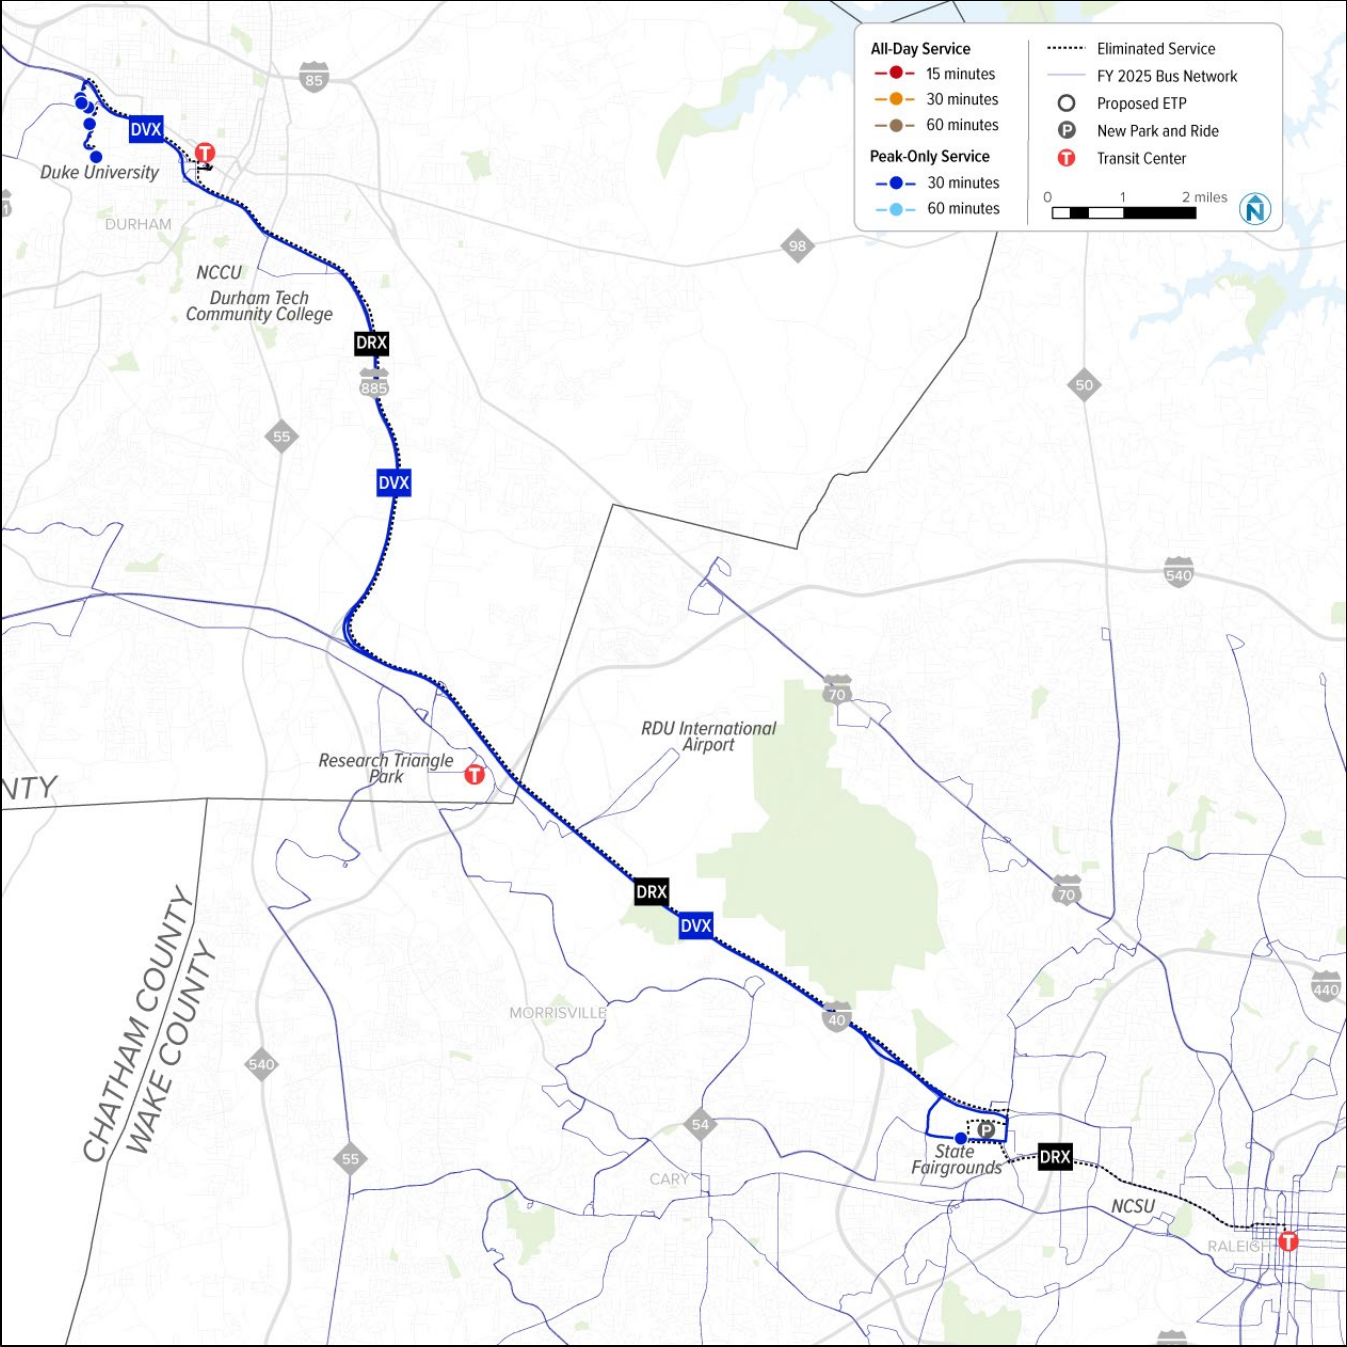 All-Day Service
15 minutes
30 minutes
60 minutes
Peak-Only Service
30 minutes
60 minutes
Eliminated Service
FY 2025 Bus Network
Proposed ETP
P New Park and Ride
T Transit Center
0 1 2 miles
N
85
DVX
T
Duke University
DURHAM
98
NCCU
Durham Tech
Community College
DRX
885
50
55
DVX
540
70
RDU International
Airport
Research Triangle
Park
T
NTY
DRX
70
DVX
CHATHAM COUNTY
WAKE COUNTY
440
MORRISVILLE
40
540
54
P
State
Fairgrounds
DRX
55
CARY
NCSU
RALEIGH
T